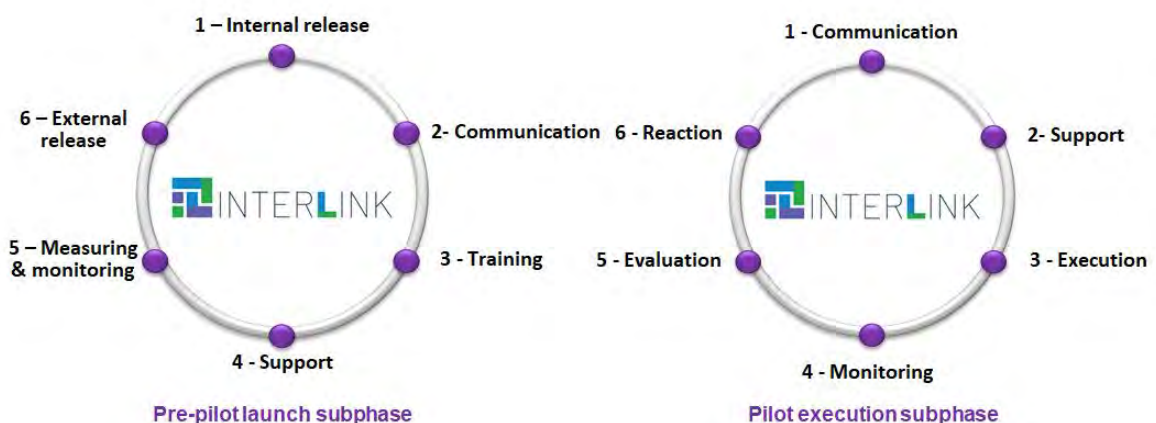 1 – Internal release
6 – External
release
2- Communication
INTERLINK
5 – Measuring
& monitoring
3 - Training
4 - Support
Pre-pilot launch subphase
1 - Communication
6 - Reaction
2- Support
INTERLINK
5 - Evaluation
3 - Execution
4 - Monitoring
Pilot execution subphase